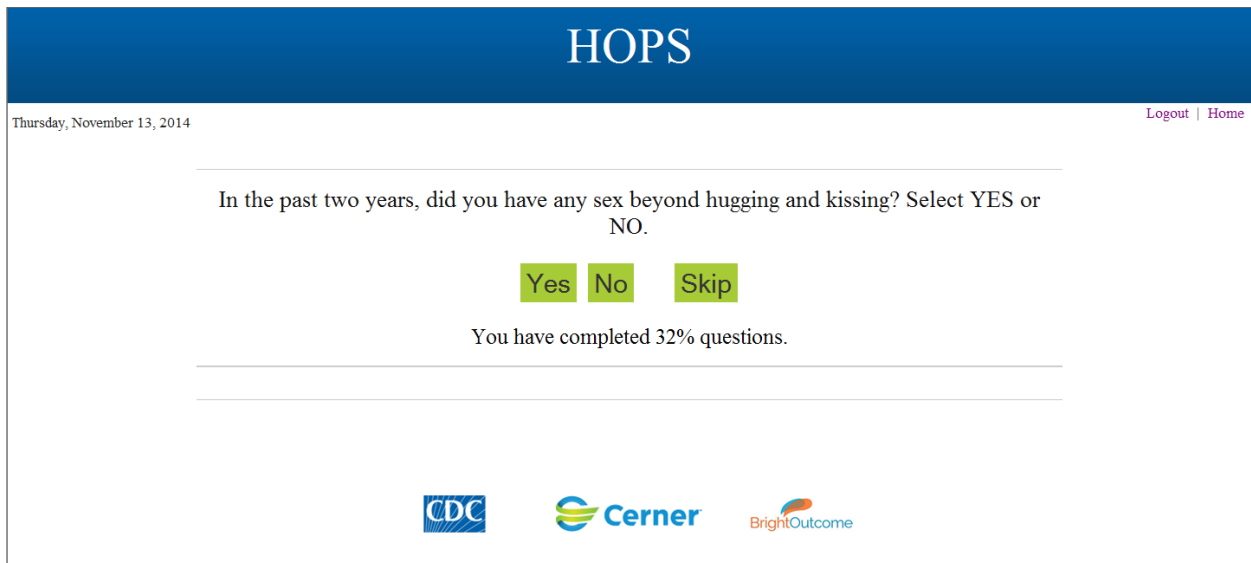 HOPS
Thursday, November 13, 2014
Logout | Home
In the past two years, did you have any sex beyond hugging and kissing? Select YES or
NO.
Yes No Skip
You have completed 32% questions.
CDC Cerner BrightOutcome